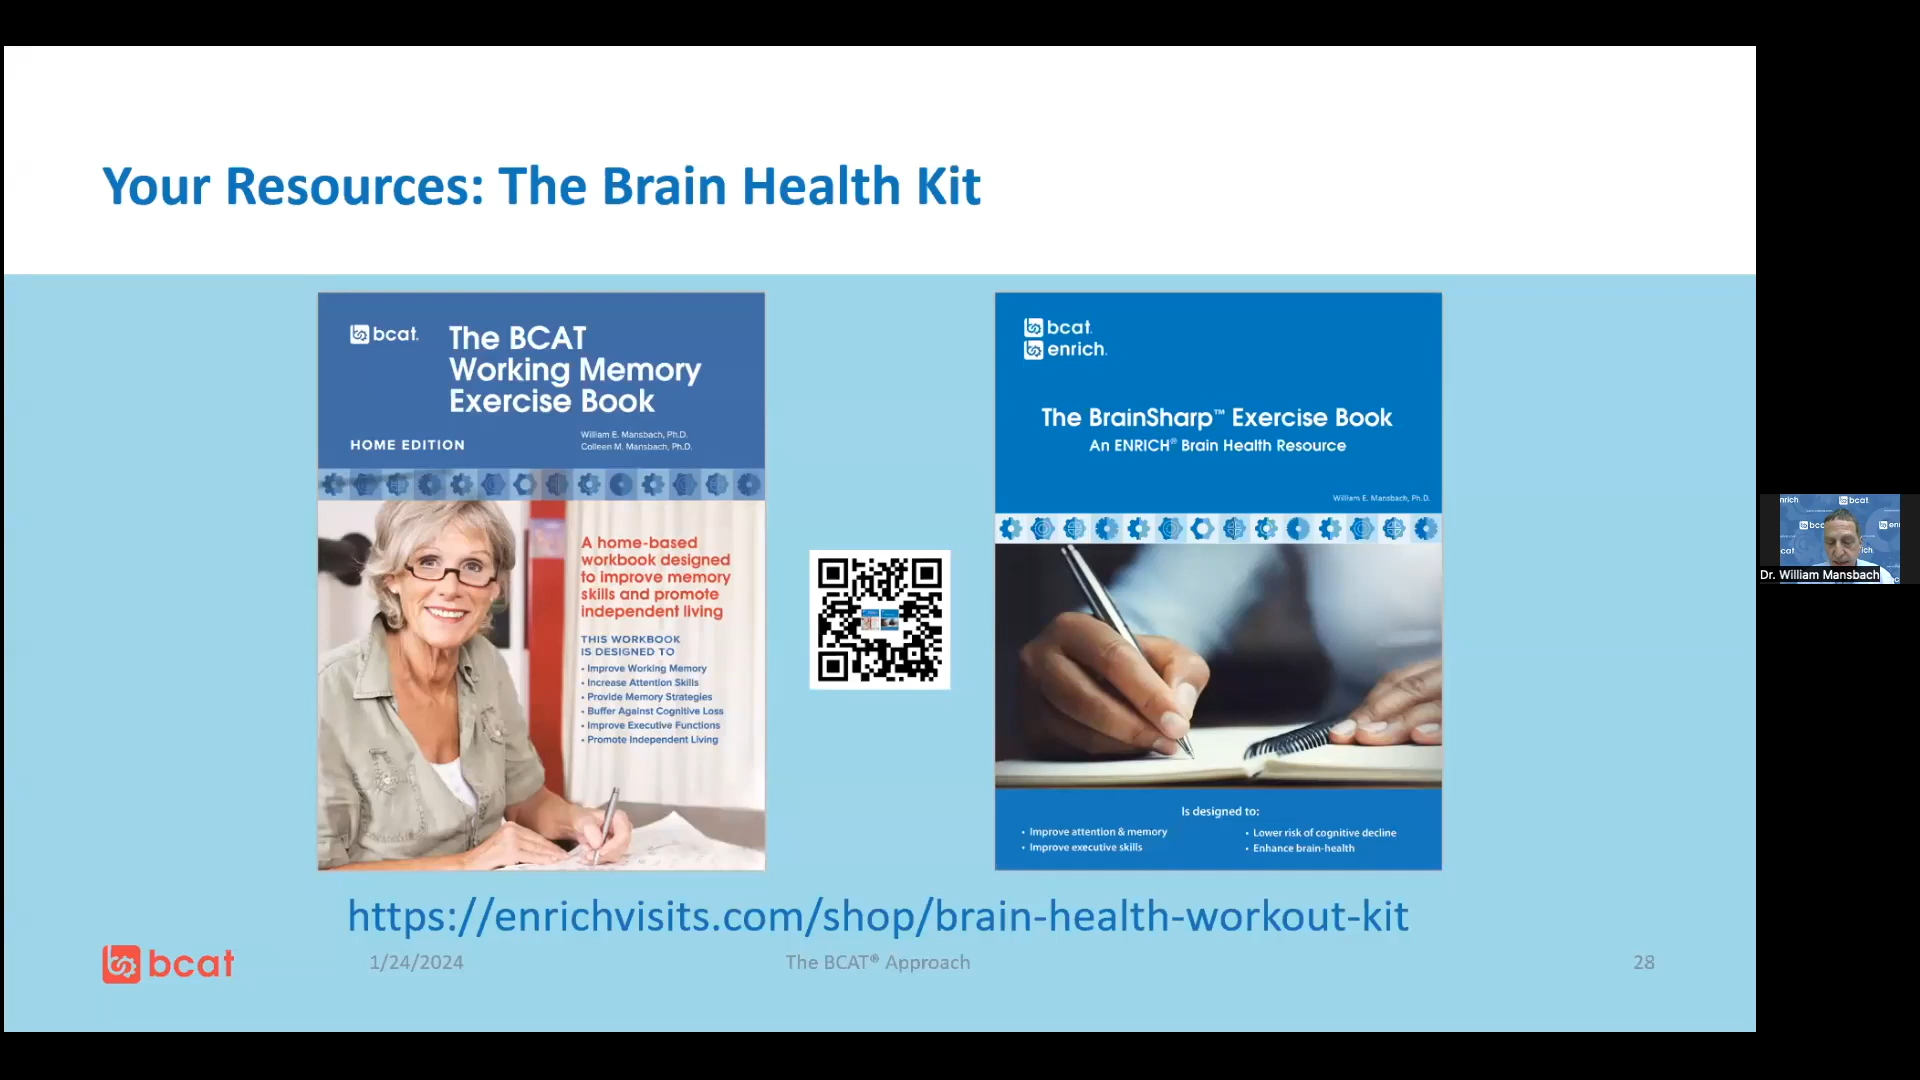 Your Resources: The Brain Health Kit
bcat.
The BCAT
Working Memory
Exercise Book
HOME EDITION
William E. Mansbach, Ph.D.
Colleen M. Mansbach, Ph.D.
A home-based
workbook designed
to improve memory
skills and promote
independent living
THIS WORKBOOK
IS DESIGNED TO
• Improve Working Memory
• Increase Attention Skills
• Provide Memory Strategies
• Buffer Against Cognitive Loss
• Improve Executive Functions
• Promote Independent Living
bcat.
enrich.
The BrainSharp™ Exercise Book
An ENRICH® Brain Health Resource
William E. Mansbach, Ph.D.
Is designed to:
• Improve attention & memory
• Improve executive skills
• Lower risk of cognitive decline
• Enhance brain-health
https://enrichvisits.com/shop/brain-health-workout-kit
bcat
1/24/2024
The BCAT® Approach
28
nrich
bcat
Dr. William Mansbach